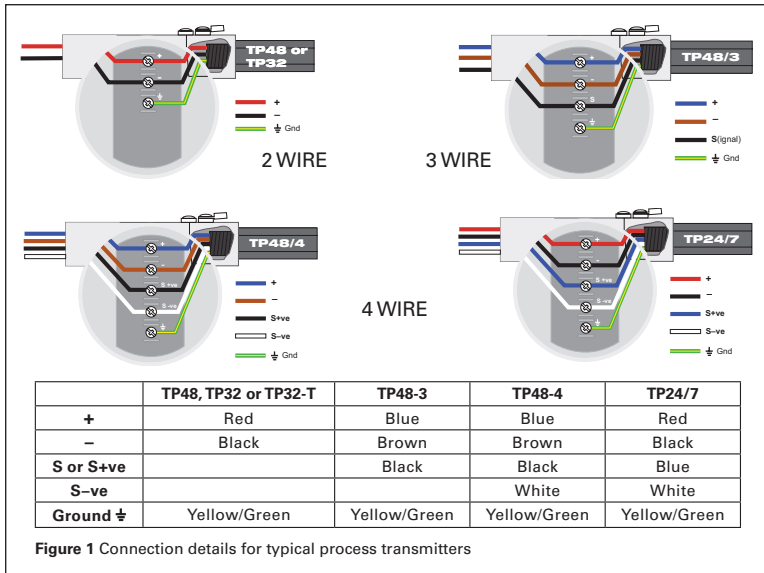 TP48 or
TP32
+
−
⏚
+
−
⏚ Gnd
2 WIRE
TP48/3
+
−
S
⏚
+
−
S(ignal)
⏚ Gnd
3 WIRE
TP48/4
+
−
S +ve
S -ve
⏚
+
−
S+ve
S–ve
⏚ Gnd
4 WIRE
TP24/7
+
−
S +ve
S -ve
⏚
+
−
S+ve
S–ve
⏚ Gnd
TP48, TP32 or TP32-T TP48-3 TP48-4 TP24/7
+ Red Blue Blue Red
− Black Brown Brown Black
S or S+ve Black Black Blue
S–ve White White
Ground ⏚ Yellow/Green Yellow/Green Yellow/Green Yellow/Green
Figure 1 Connection details for typical process transmitters